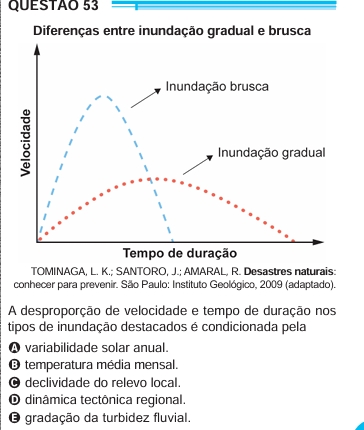 QUESTÃO 53
Diferenças entre inundação gradual e brusca
Inundação brusca
Inundação gradual
Velocidade
Tempo de duração
TOMINAGA, L. K.; SANTORO, J.; AMARAL, R. Desastres naturais:
conhecer para prevenir. São Paulo: Instituto Geológico, 2009 (adaptado).
A desproporção de velocidade e tempo de duração nos
tipos de inundação destacados é condicionada pela
A variabilidade solar anual.
B temperatura média mensal.
C declividade do relevo local.
D dinâmica tectônica regional.
E gradação da turbidez fluvial.